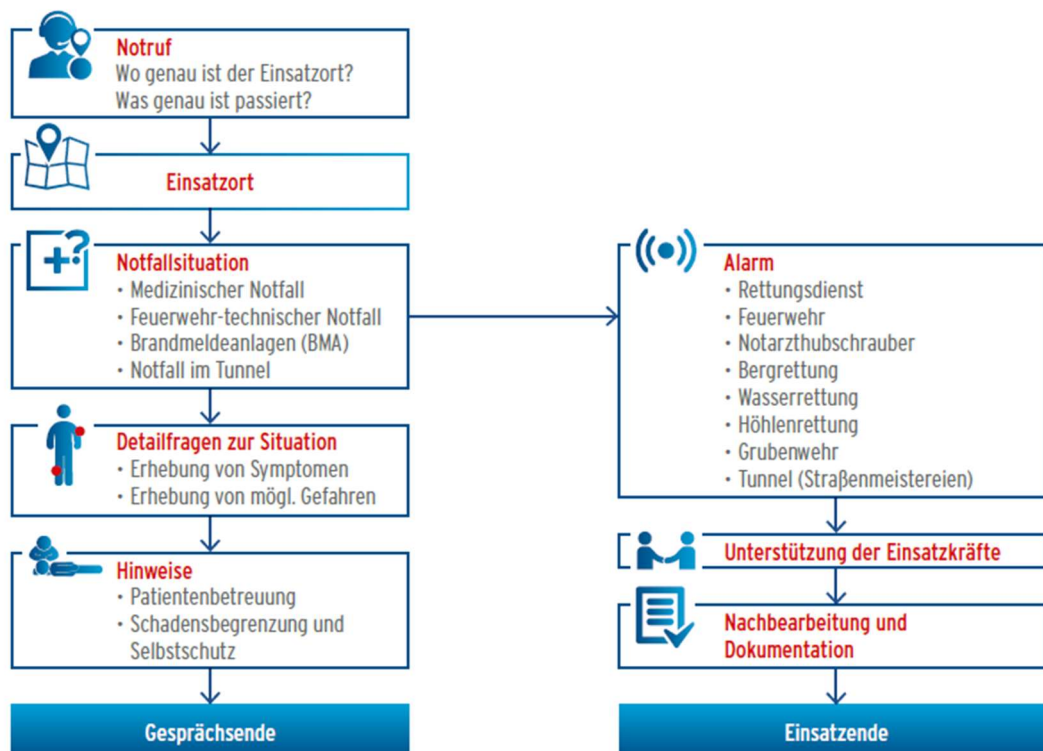 Notruf
Wo genau ist der Einsatzort?
Was genau ist passiert?
Einsatzort
Notfallsituation
• Medizinischer Notfall
• Feuerwehr-technischer Notfall
• Brandmeldeanlagen (BMA)
• Notfall im Tunnel
Detailfragen zur Situation
• Erhebung von Symptomen
• Erhebung von mögl. Gefahren
Hinweise
• Patientenbetreuung
• Schadensbegrenzung und
Selbstschutz
Gesprächsende
Alarm
• Rettungsdienst
• Feuerwehr
• Notarzthubschrauber
• Bergrettung
• Wasserrettung
• Höhlenrettung
• Grubenwehr
• Tunnel (Straßenmeistereien)
Unterstützung der Einsatzkräfte
Nachbearbeitung und
Dokumentation
Einsatzende